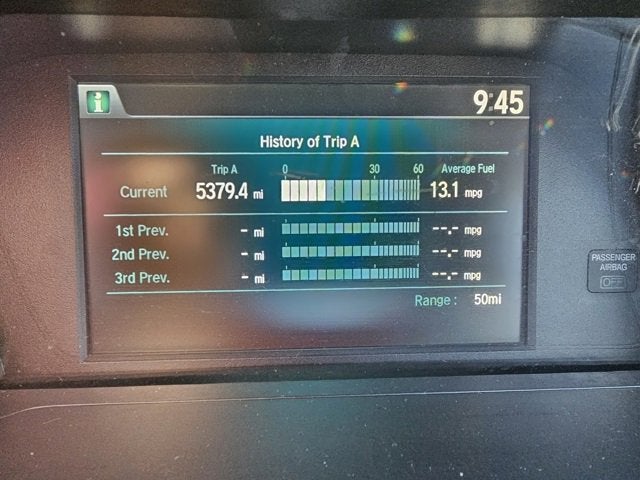 i 9:45
History of Trip A
Trip A 0 30 60 Average Fuel
Current 5379.4 mi 13.1 mpg
1st Prev. - mi --.- mpg
2nd Prev. - mi --.- mpg
3rd Prev. - mi --.- mpg
Range: 50mi
PASSENGER
AIRBAG
OFF